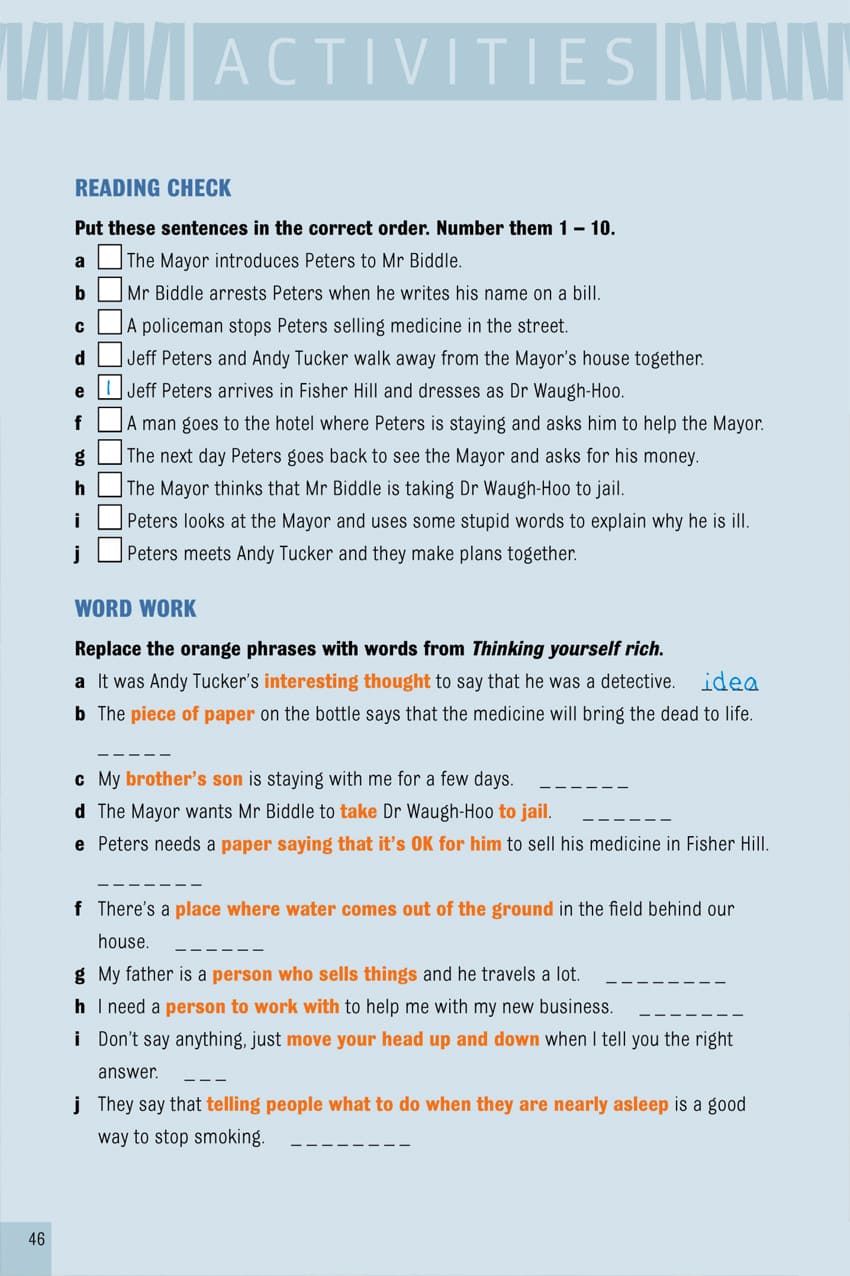 ACTIVITIES
READING CHECK
Put these sentences in the correct order. Number them 1 – 10.
a The Mayor introduces Peters to Mr Biddle.
b Mr Biddle arrests Peters when he writes his name on a bill.
c A policeman stops Peters selling medicine in the street.
d Jeff Peters and Andy Tucker walk away from the Mayor's house together.
e 1 Jeff Peters arrives in Fisher Hill and dresses as Dr Waugh-Hoo.
f A man goes to the hotel where Peters is staying and asks him to help the Mayor.
g The next day Peters goes back to see the Mayor and asks for his money.
h The Mayor thinks that Mr Biddle is taking Dr Waugh-Hoo to jail.
i Peters looks at the Mayor and uses some stupid words to explain why he is ill.
j Peters meets Andy Tucker and they make plans together.
WORD WORK
Replace the orange phrases with words from Thinking yourself rich.
a It was Andy Tucker's interesting thought to say that he was a detective. idea
b The piece of paper on the bottle says that the medicine will bring the dead to life.
_ _ _ _ _
c My brother's son is staying with me for a few days. _ _ _ _ _ _
d The Mayor wants Mr Biddle to take Dr Waugh-Hoo to jail. _ _ _ _ _ _
e Peters needs a paper saying that it's OK for him to sell his medicine in Fisher Hill.
_ _ _ _ _ _ _
f There's a place where water comes out of the ground in the field behind our
house. _ _ _ _ _ _
g My father is a person who sells things and he travels a lot. _ _ _ _ _ _ _ _
h I need a person to work with to help me with my new business. _ _ _ _ _ _ _
i Don't say anything, just move your head up and down when I tell you the right
answer. _ _ _
j They say that telling people what to do when they are nearly asleep is a good
way to stop smoking. _ _ _ _ _ _ _ _
46